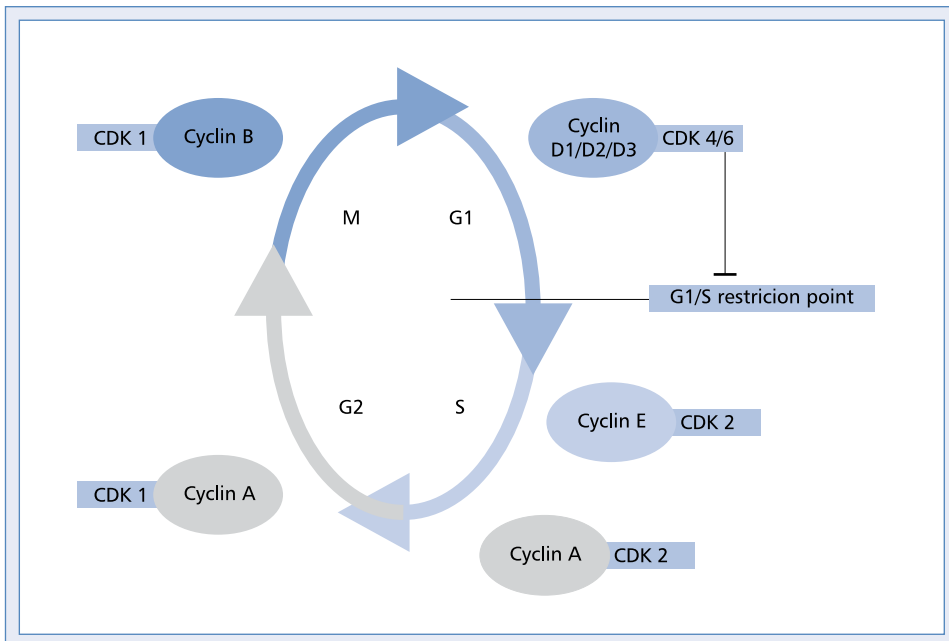 CDK 1
Cyclin B
Cyclin
D1/D2/D3
CDK 4/6
M
G1
G1/S restricion point
G2
S
Cyclin E
CDK 2
CDK 1
Cyclin A
Cyclin A
CDK 2